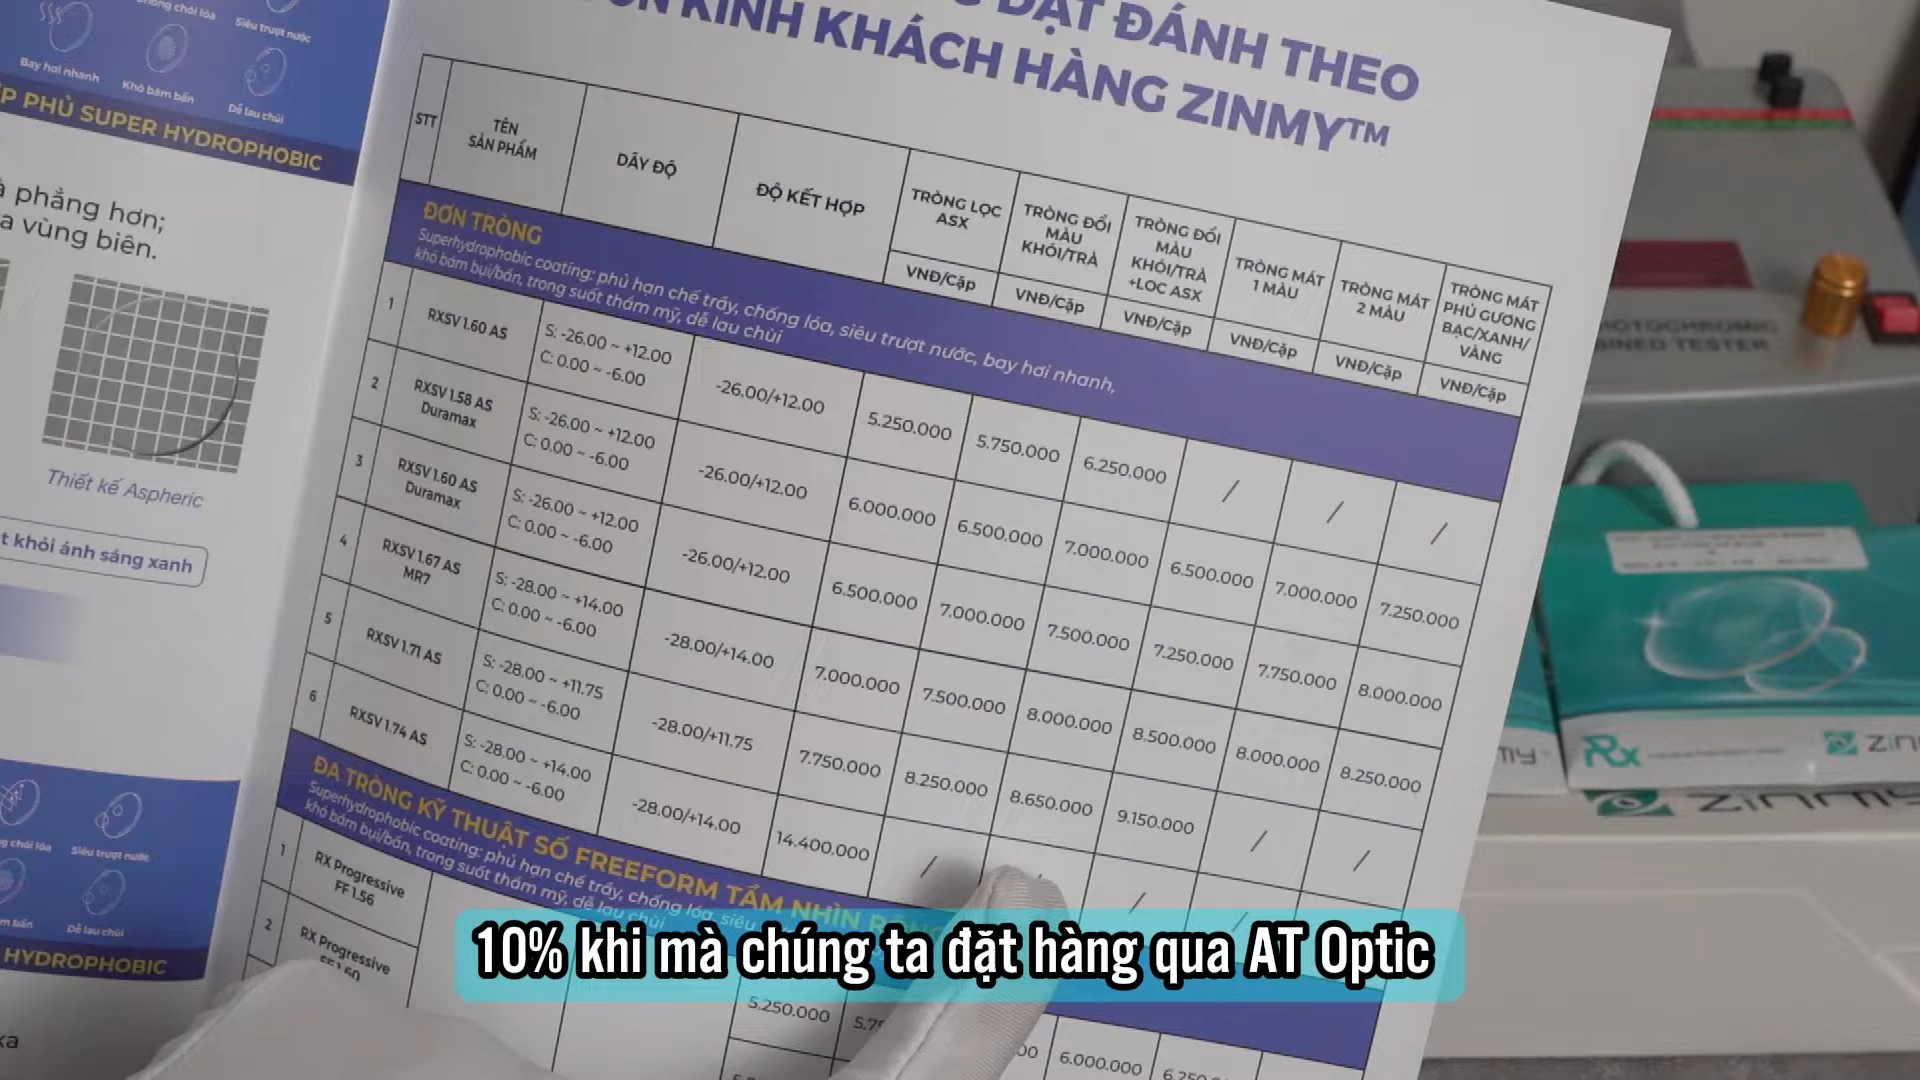 chống chói lóa
Siêu trượt nước
Bay hơi nhanh
Khó bám bẩn
Dễ lau chùi
PHỦ SUPER HYDROPHOBIC
phẳng hơn;
vùng biên.
Thiết kế Aspheric
khỏi ánh sáng xanh
chói lóa
Siêu trượt nước
bẩn
Dễ lau chùi
HYDROPHOBIC
ĐẶT ĐÁNH THEO
KÍNH KHÁCH HÀNG ZINMY™
STT
TÊN
SẢN PHẨM
DÃY ĐỘ
ĐỘ KẾT HỢP
TRÒNG LỌC
ASX
TRÒNG ĐỔI
MÀU
KHÓI/TRÀ
TRÒNG ĐỔI
MÀU
KHÓI/TRÀ
+LỌC ASX
TRÒNG MÁT
1 MÀU
TRÒNG MÁT
2 MÀU
TRÒNG MÁT
PHỦ GƯƠNG
BẠC/XANH/
VÀNG
VNĐ/Cặp
VNĐ/Cặp
VNĐ/Cặp
VNĐ/Cặp
VNĐ/Cặp
VNĐ/Cặp
ĐƠN TRÒNG
Superhydrophobic coating: phủ hạn chế trầy, chống lóa, siêu trượt nước, bay hơi nhanh,
khó bám bụi/bẩn, trong suốt thẩm mỹ, dễ lau chùi
1 RXSV 1.60 AS S: -26.00 ~ +12.00 C: 0.00 ~ -6.00 -26.00/+12.00 5.250.000 5.750.000 6.250.000 / / /
2 RXSV 1.58 AS Duramax S: -26.00 ~ +12.00 C: 0.00 ~ -6.00 -26.00/+12.00 6.000.000 6.500.000 7.000.000 6.500.000 7.000.000 7.250.000
3 RXSV 1.60 AS Duramax S: -26.00 ~ +12.00 C: 0.00 ~ -6.00 -26.00/+12.00 6.500.000 7.000.000 7.500.000 7.250.000 7.750.000 8.000.000
4 RXSV 1.67 AS MR7 S: -28.00 ~ +14.00 C: 0.00 ~ -6.00 -28.00/+14.00 7.000.000 7.500.000 8.000.000 8.500.000 8.000.000 8.250.000
5 RXSV 1.71 AS S: -28.00 ~ +11.75 C: 0.00 ~ -6.00 -28.00/+11.75 7.750.000 8.250.000 8.650.000 9.150.000 / /
6 RXSV 1.74 AS S: -28.00 ~ +14.00 C: 0.00 ~ -6.00 -28.00/+14.00 14.400.000 / / / /
ĐA TRÒNG KỸ THUẬT SỐ FREEFORM TẦM NHÌN
Superhydrophobic coating: phủ hạn chế trầy, chống lóa, siêu
khó bám bụi/bẩn, trong suốt thẩm mỹ, dễ lau chùi
1 RX Progressive
FF 1.56
2 RX Progressive
FF 1.60
5.250.000
6.000.000
10% khi mà chúng ta đặt hàng qua AT Optic
TESTER
Rx
ZINMY